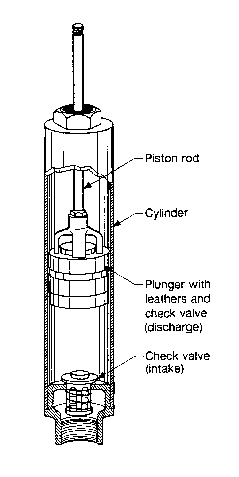 Piston rod
Cylinder
Plunger with
leathers and
check valve
(discharge)
Check valve
(intake)